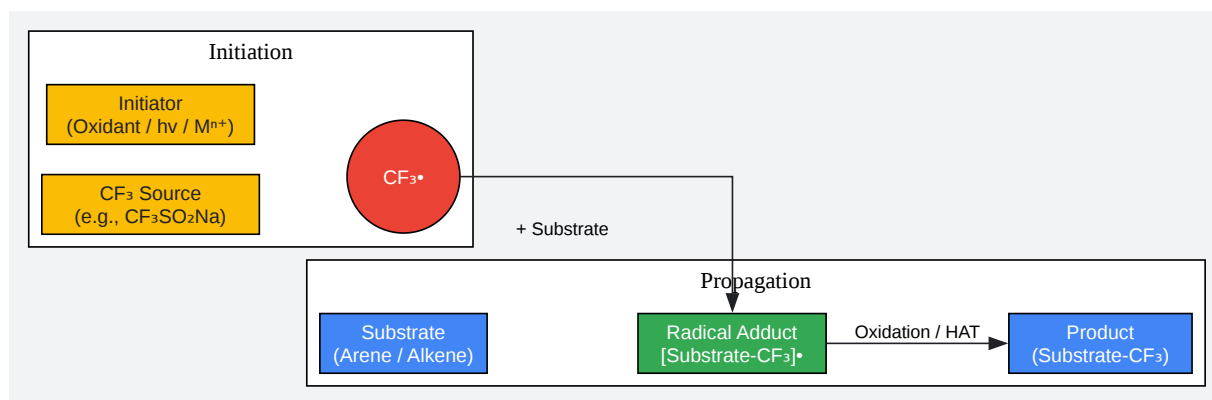 Initiation
Initiator
(Oxidant / hν / Mⁿ⁺)
CF₃ Source
(e.g., CF₃SO₂Na)
CF₃•
+ Substrate
Propagation
Substrate
(Arene / Alkene)
Radical Adduct
[Substrate-CF₃]•
Oxidation / HAT
Product
(Substrate-CF₃)